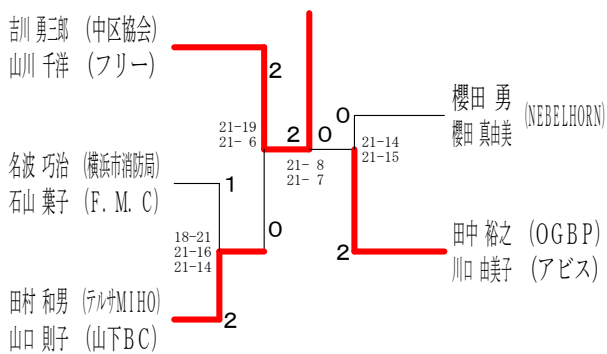 吉川 勇三郎 (中区協会)
山川 千洋 (フリー)
2
櫻田 勇
櫻田 真由美
(NEBELHORN)
0
21-19
21- 6
2
0
21-14
21-15
21- 8
21- 7
名波 巧治 (横浜市消防局)
石山 葉子 (F. M. C)
1
0
18-21
21-16
21-14
2
田中 裕之 (OGBP)
川口 由美子 (アビス)
田村 和男 (テルサMIHO)
山口 則子 (山下BC)
2